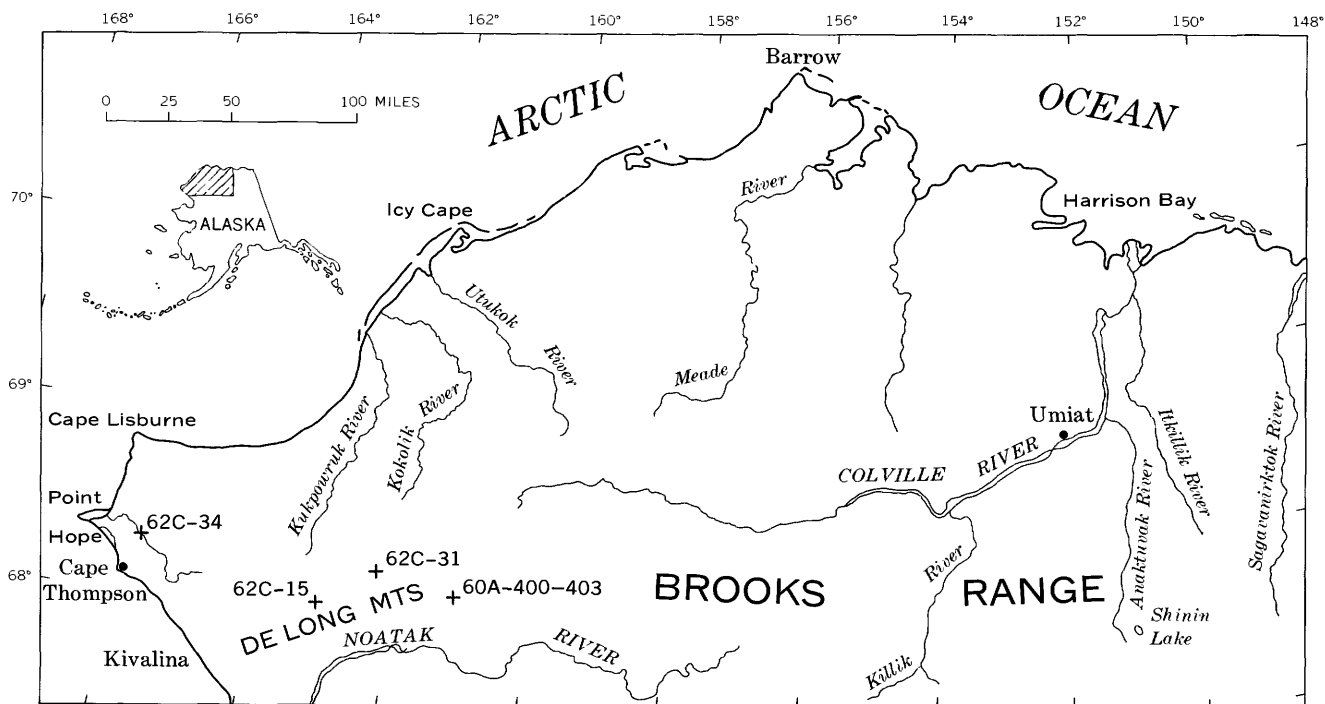 168° 166° 164° 162° 160° 158° 156° 154° 152° 150° 148°
Barrow
0 25 50 100 MILES
ARCTIC
OCEAN
70°
River
Harrison Bay
Icy Cape
ALASKA
Utukok
River
69°
Meade
River
Cape Lisburne
Kukpowruk River
Kokolik
Umiat
Itkillik River
Sagavanirktok River
COLVILLE
RIVER
Anaktuvak River
Point
Hope
62C-34
Cape
Thompson
68°
62C-31
62C-15
60A-400-403
DE LONG MTS
BROOKS
RANGE
River
Killik
Shinin
Lake
NOATAK
RIVER
Kivalina